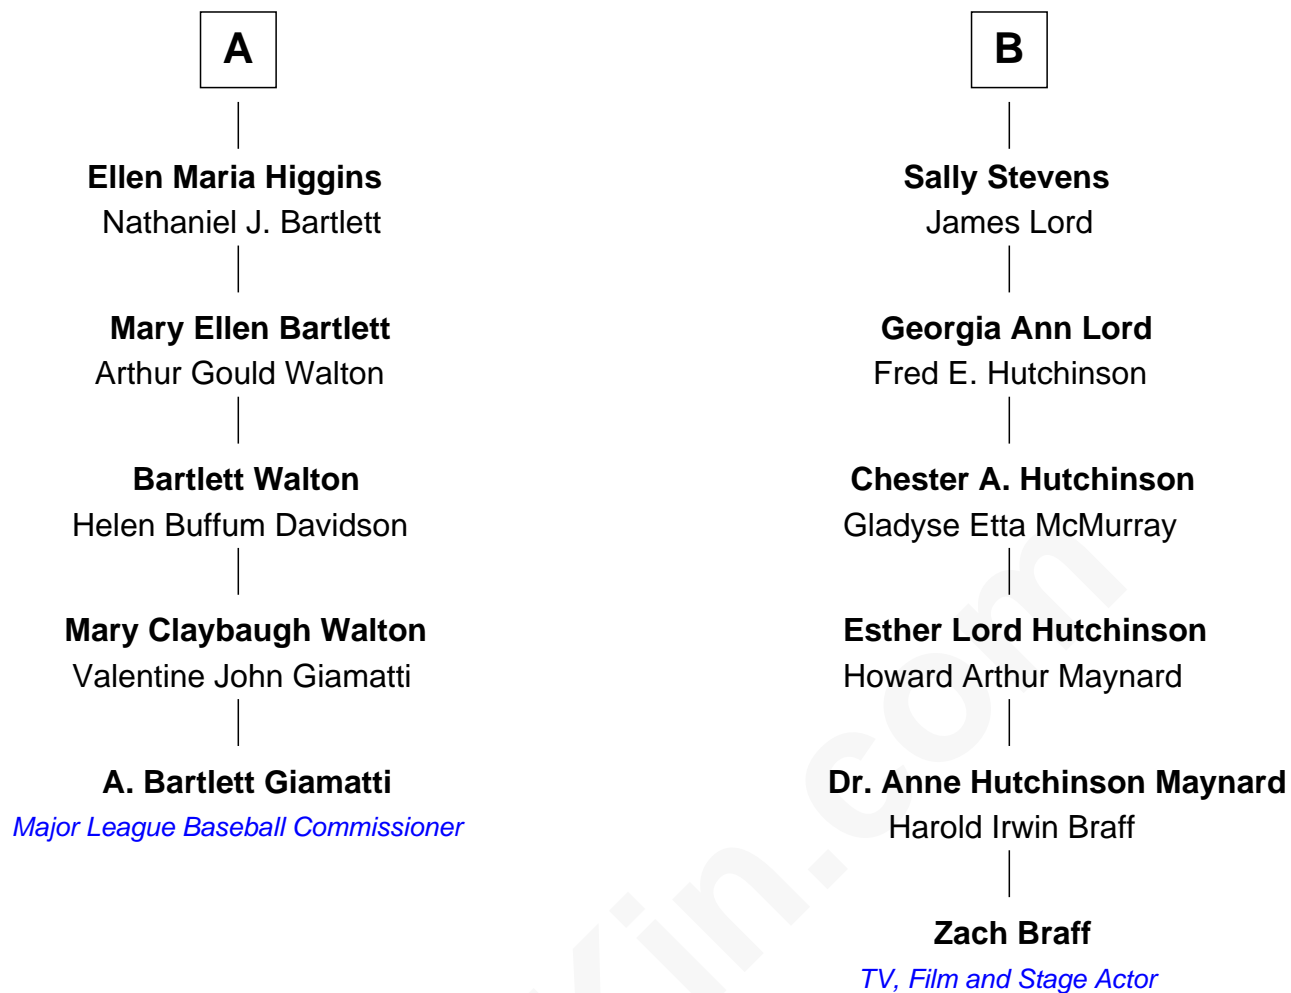 A
Ellen Maria Higgins
Nathaniel J. Bartlett
Mary Ellen Bartlett
Arthur Gould Walton
Bartlett Walton
Helen Buffum Davidson
Mary Claybaugh Walton
Valentine John Giamatti
A. Bartlett Giamatti
Major League Baseball Commissioner
B
Sally Stevens
James Lord
Georgia Ann Lord
Fred E. Hutchinson
Chester A. Hutchinson
Gladyse Etta McMurray
Esther Lord Hutchinson
Howard Arthur Maynard
Dr. Anne Hutchinson Maynard
Harold Irwin Braff
Zach Braff
TV, Film and Stage Actor
Kin.com